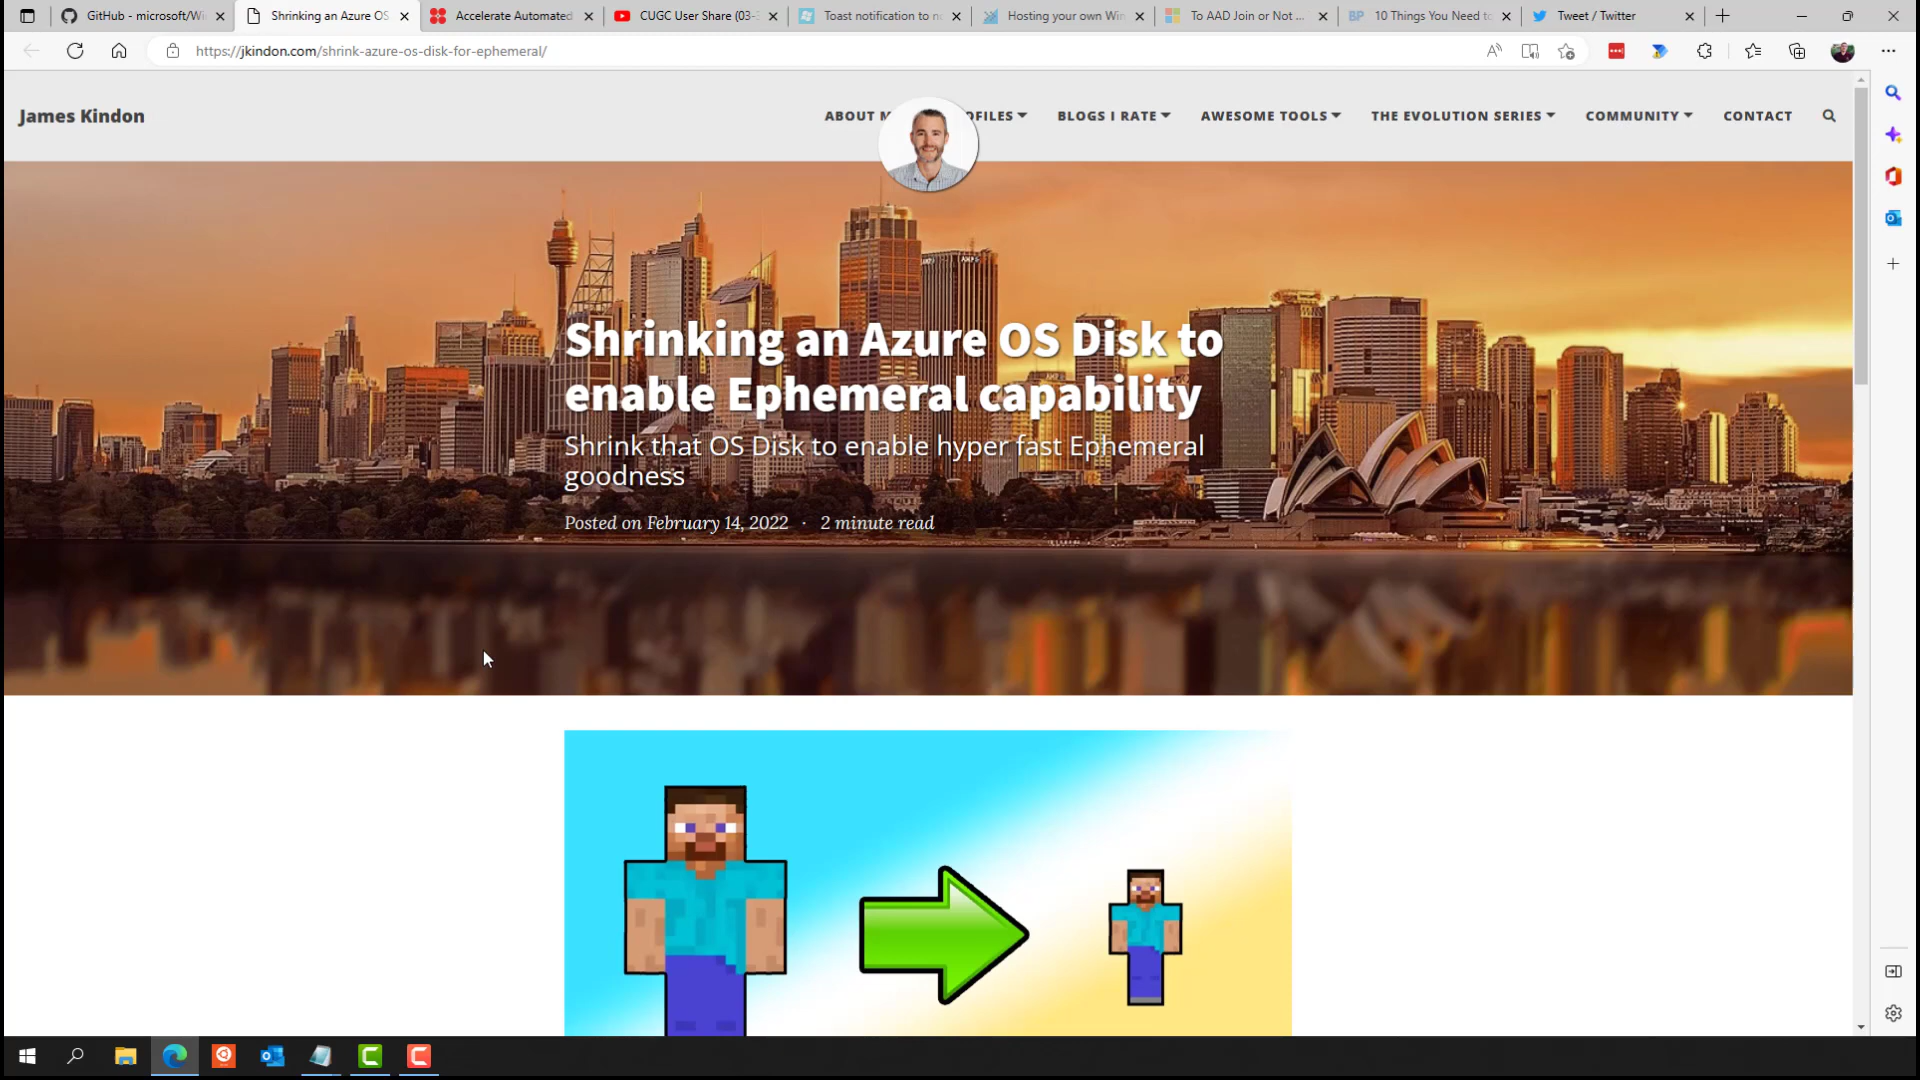 GitHub - microsoft/Wi
Shrinking an Azure OS
Accelerate Automated
CUGC User Share (03-
Toast notification to n
Hosting your own Win
To AAD Join or Not ...
10 Things You Need to
Tweet / Twitter
https://jkindon.com/shrink-azure-os-disk-for-ephemeral/
James Kindon
ABOUT M
OFILES
BLOGS I RATE
AWESOME TOOLS
THE EVOLUTION SERIES
COMMUNITY
CONTACT
AMP
Shrinking an Azure OS Disk to
enable Ephemeral capability
Shrink that OS Disk to enable hyper fast Ephemeral
goodness
Posted on February 14, 2022 · 2 minute read